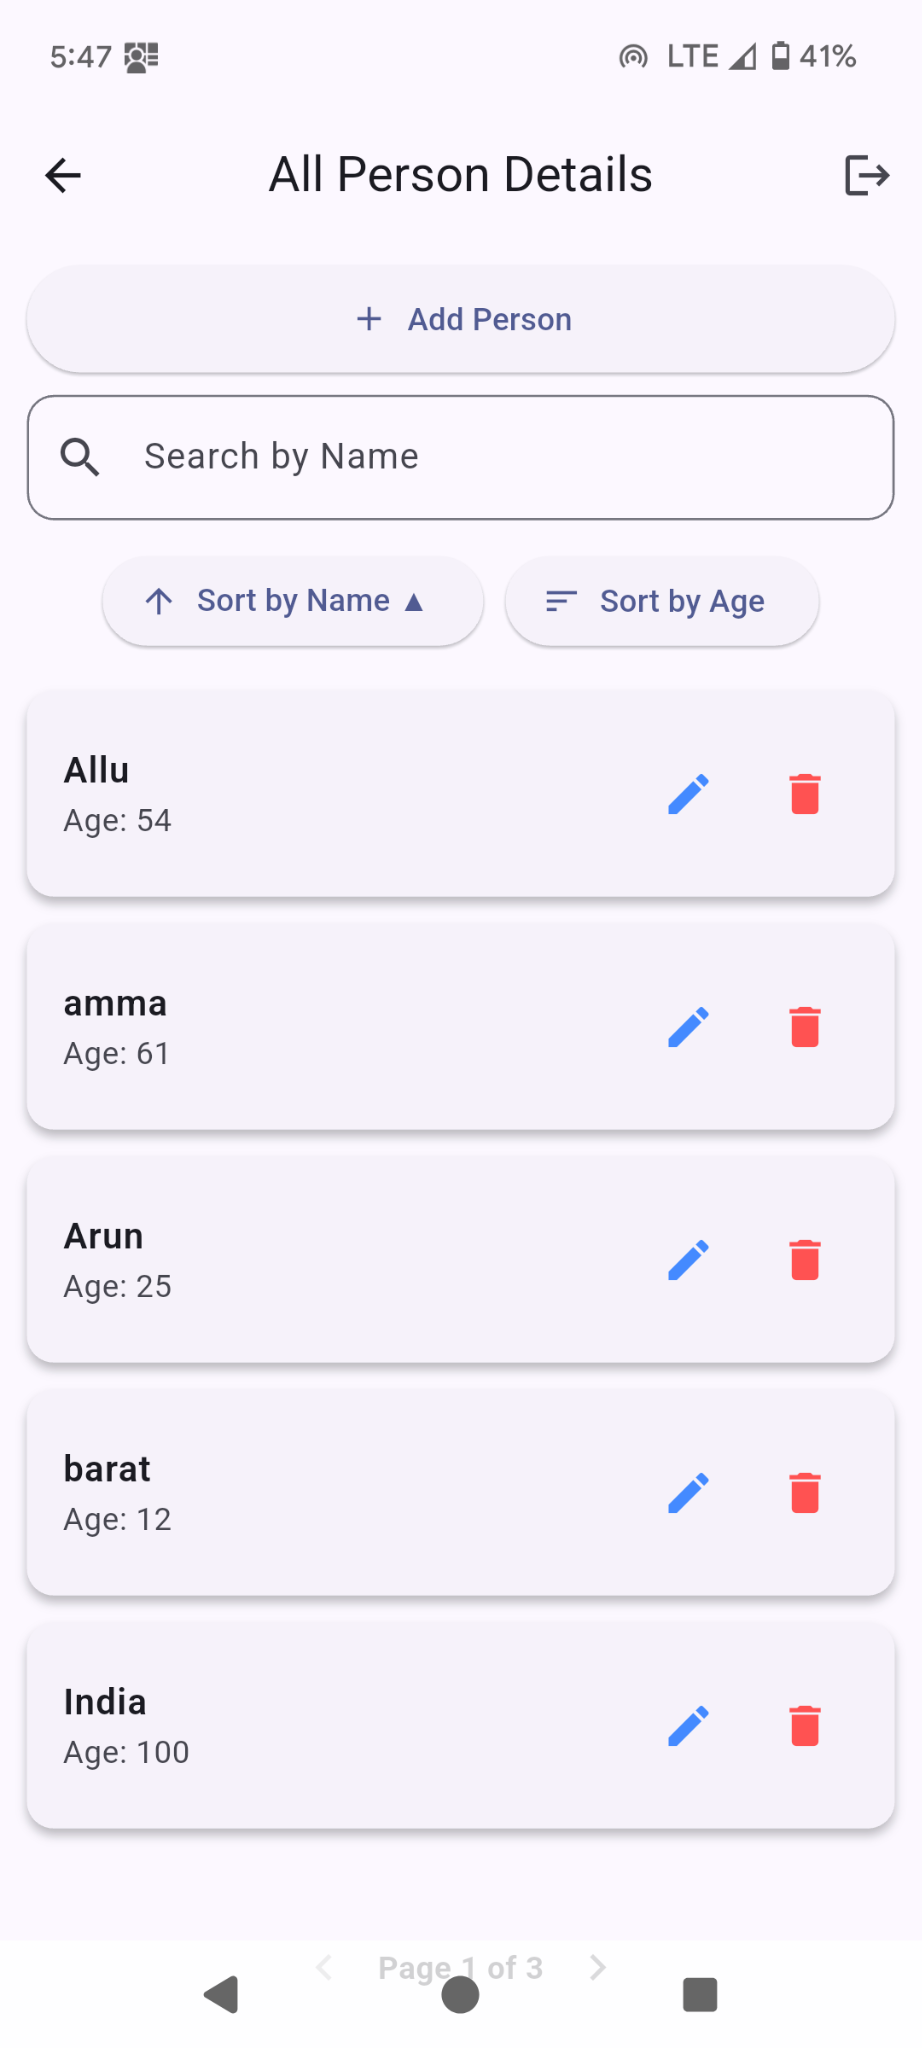 5:47 LTE 41%
All Person Details
+ Add Person
Search by Name
Sort by Name ▲ Sort by Age
Allu
Age: 54
amma
Age: 61
Arun
Age: 25
barat
Age: 12
India
Age: 100
Page 1 of 3